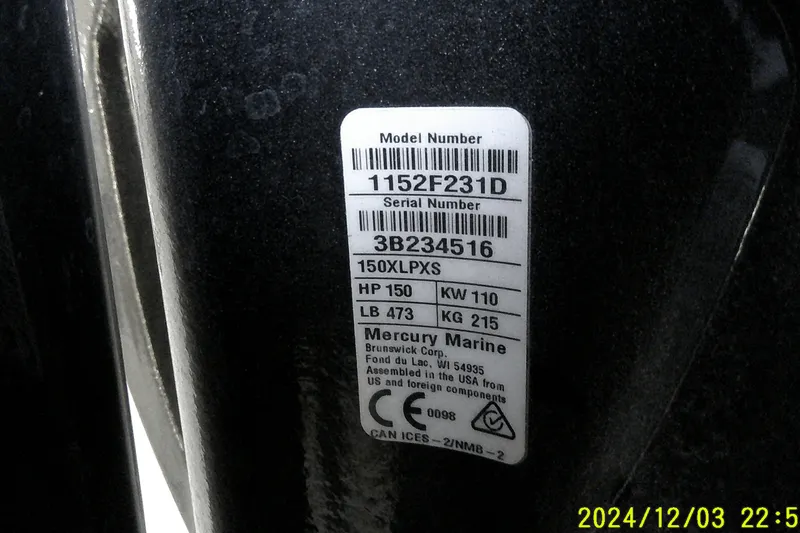 Model Number
1152F231D
Serial Number
3B234516
150XLPXS
HP 150 KW 110
LB 473 KG 215
Mercury Marine
Brunswick Corp.
Fond du Lac, WI 54935
Assembled in the USA from
US and foreign components
CE 0098
CAN ICES-2/NMB-2
2024/12/03 22:5